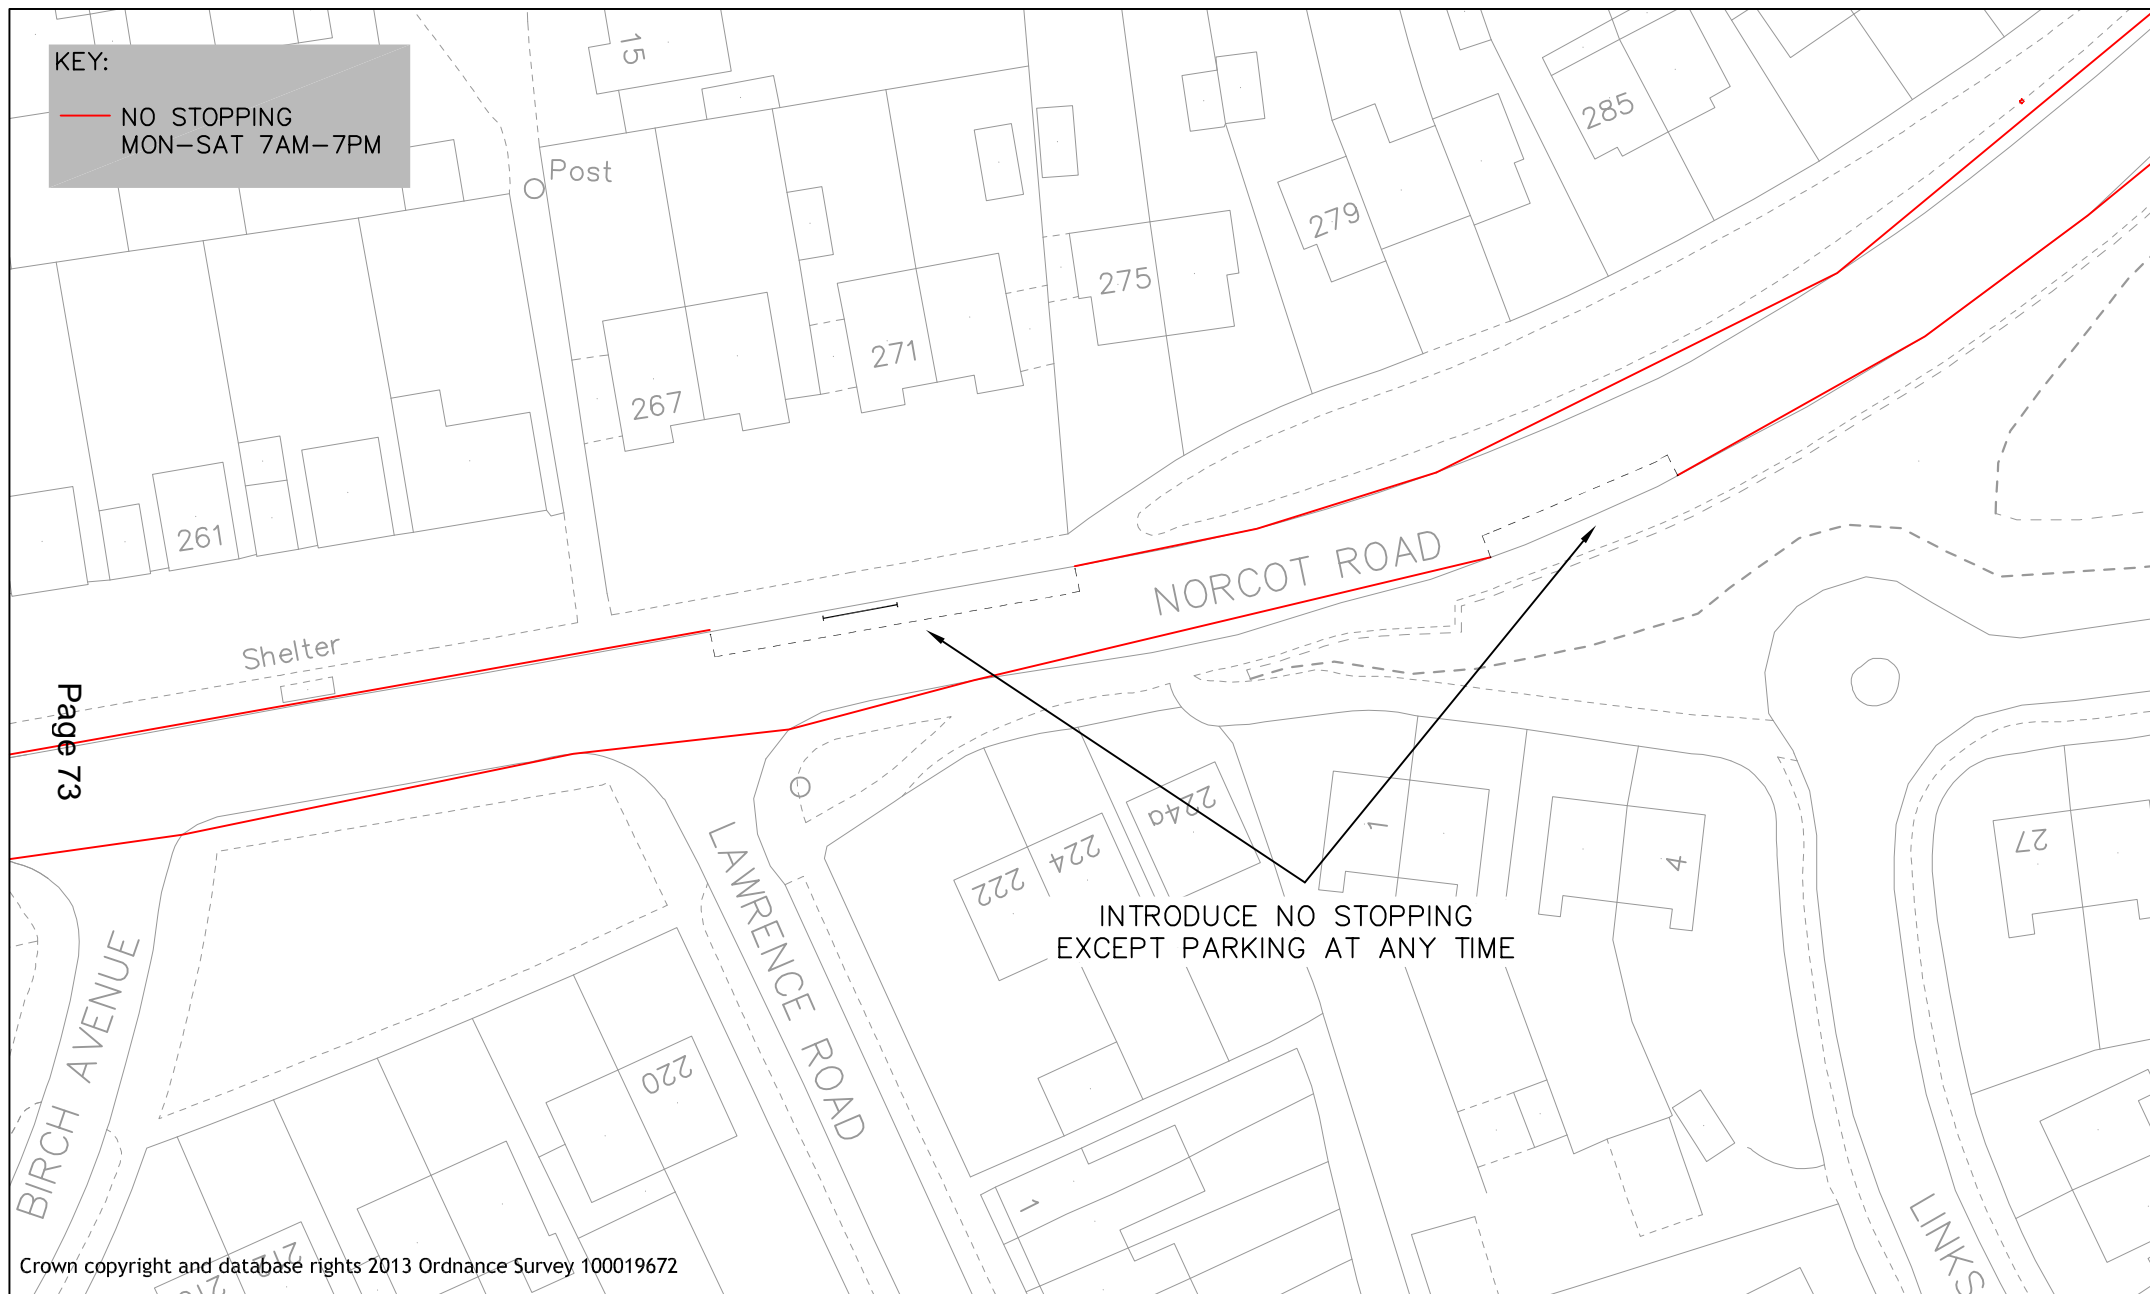 KEY:
NO STOPPING
MON-SAT 7AM-7PM
15
Post
285
279
275
271
267
261
NORCOT ROAD
Shelter
Page 73
LAWRENCE ROAD
BIRCH AVENUE
222
224
224a
1
4
27
INTRODUCE NO STOPPING
EXCEPT PARKING AT ANY TIME
220
1
212
LINKS
Crown copyright and database rights 2013 Ordnance Survey 100019672